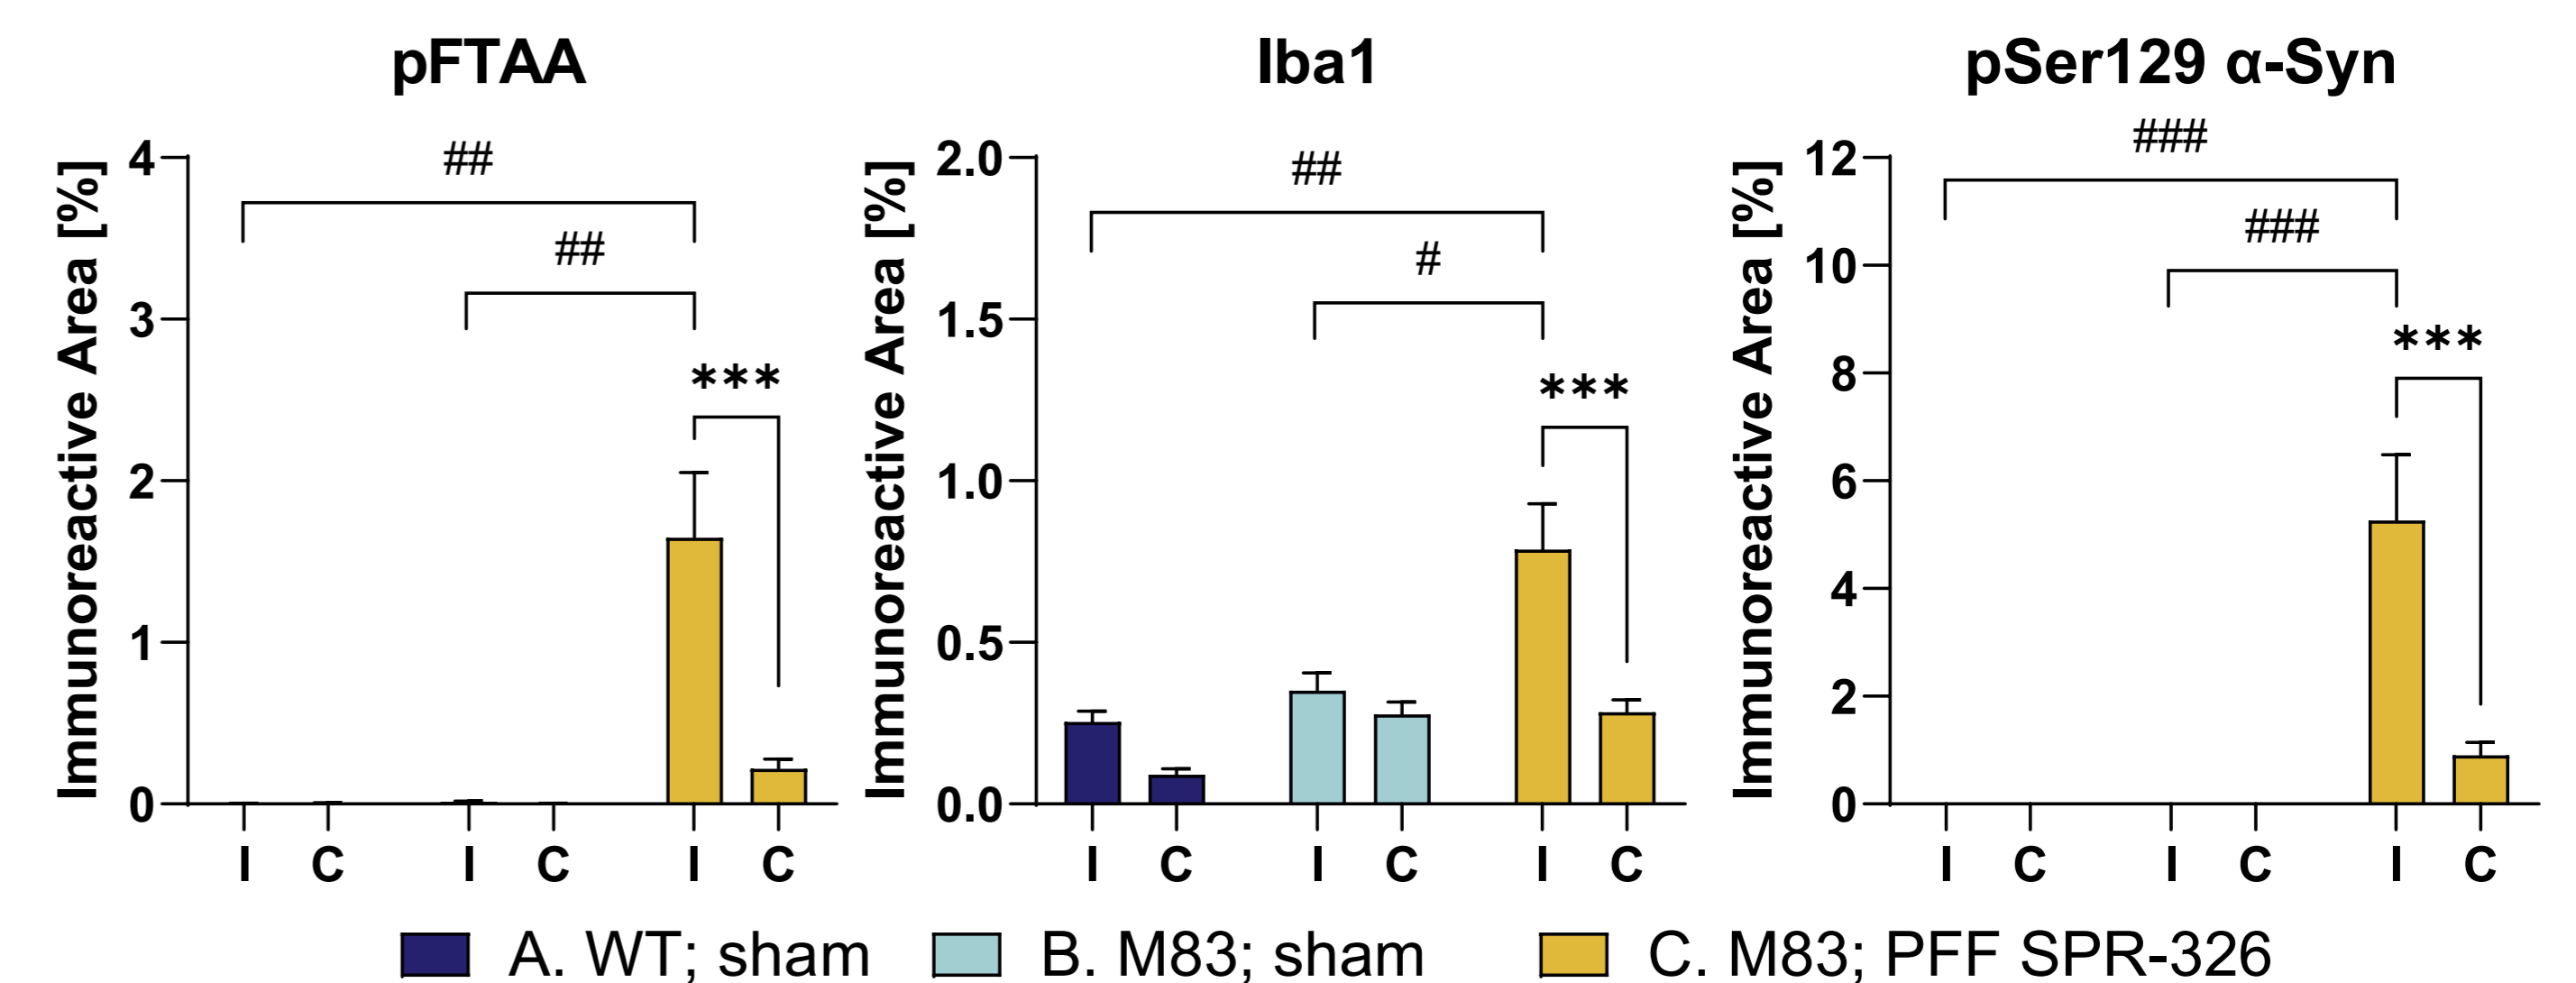 pFTAA
Immunoreactive Area [%]
4
3
2
1
0
##
##
***
I C I C I C
Iba1
Immunoreactive Area [%]
2.0
1.5
1.0
0.5
0.0
##
#
***
I C I C I C
pSer129 α-Syn
Immunoreactive Area [%]
12
10
8
6
4
2
0
###
###
***
I C I C I C
A. WT; sham B. M83; sham C. M83; PFF SPR-326